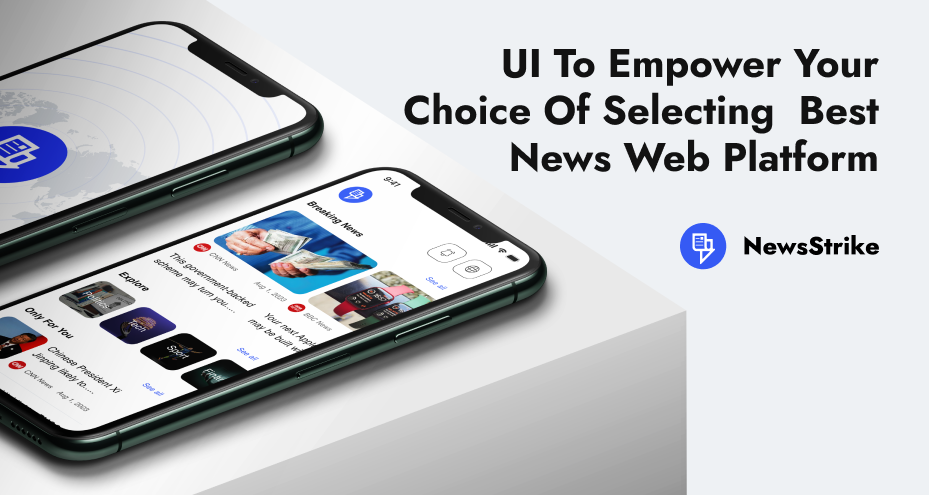 UI To Empower Your
Choice Of Selecting  Best
News Web Platform
NewsStrike
9:41
Breaking News
See all
CNN News
Aug 1, 2023
This government-backed
scheme may turn you....
BBC News
Your next Appl
may be built w
Explore
See all
Politics
Tech
Sport
Only For You
See all
Chinese President Xi
Jinping likely to....
CNN News
Aug 1, 2023